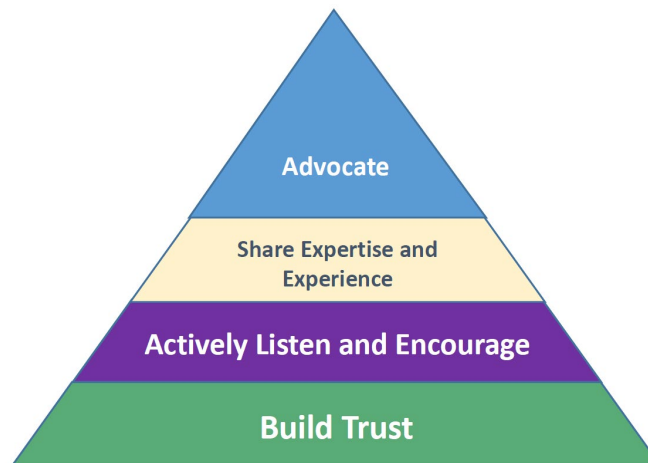 Advocate
Share Expertise and
Experience
Actively Listen and Encourage
Build Trust